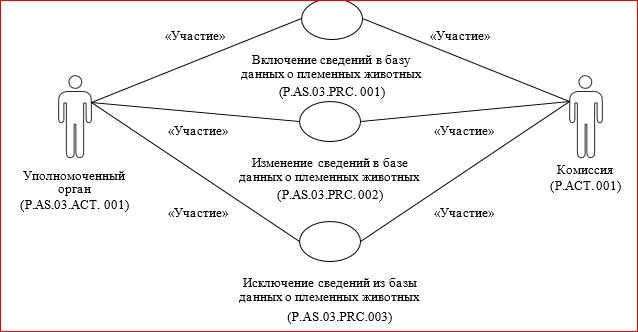 «Участие»
«Участие»
Включение сведений в базу
данных о племенных животных
(P.AS.03.PRC. 001)
«Участие»
«Участие»
Уполномоченный
орган
(P.AS.03.ACT. 001)
Изменение сведений в базе
данных о племенных животных
(P.AS.03.PRC. 002)
Комиссия
(P.ACT. 001)
«Участие»
«Участие»
Исключение сведений из базы
данных о племенных животных
(P.AS.03.PRC.003)